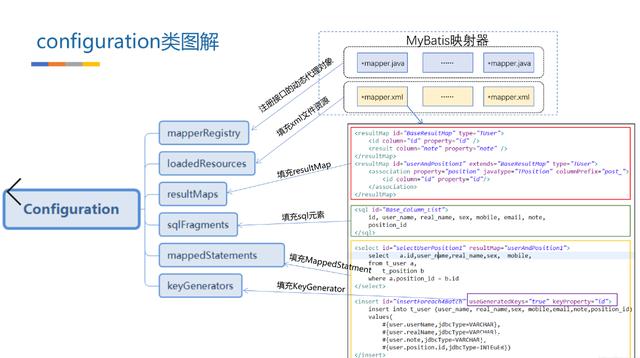 configuration类图解
MyBatis映射器
*mapper.java
······
*mapper.java
*mapper.xml
······
*mapper.xml
注册接口的动态代理对象
填充xml文件资源
填充resultMap
填充sql元素
填充MappedStatment
填充KeyGenerator
Configuration
mapperRegistry
loadedResources
resultMaps
sqlFragments
mappedStatements
keyGenerators
<resultMap id="BaseResultMap" type="TUser">
<id column="id" property="id" />
<result column="note" property="note" />
</resultMap>
<resultMap id="userAndPosition1" extends="BaseResultMap" type="TUser">
<association property="position" javaType="TPosition" columnPrefix="post_">
<id column="id" property="id"/>
</association>
</resultMap>
<sql id="Base_Column_List">
id, user_name, real_name, sex, mobile, email, note,
position_id
</sql>
<select id="selectUserPosition1" resultMap="userAndPosition1">
select a.id,user_name,real_name,sex, mobile,
from t_user a,
t_position b
where a.position_id = b.id
</select>
<insert id="insertForeach4Batch" useGeneratedKeys="true" keyProperty="id">
insert into t_user (user_name, real_name,sex, mobile,email,note,position_id)
values(
#{user.userName,jdbcType=VARCHAR},
#{user.realName,jdbcType=VARCHAR},
#{user.note,jdbcType=VARCHAR},
#{user.position.id,jdbcType=INTEGER})
</insert>